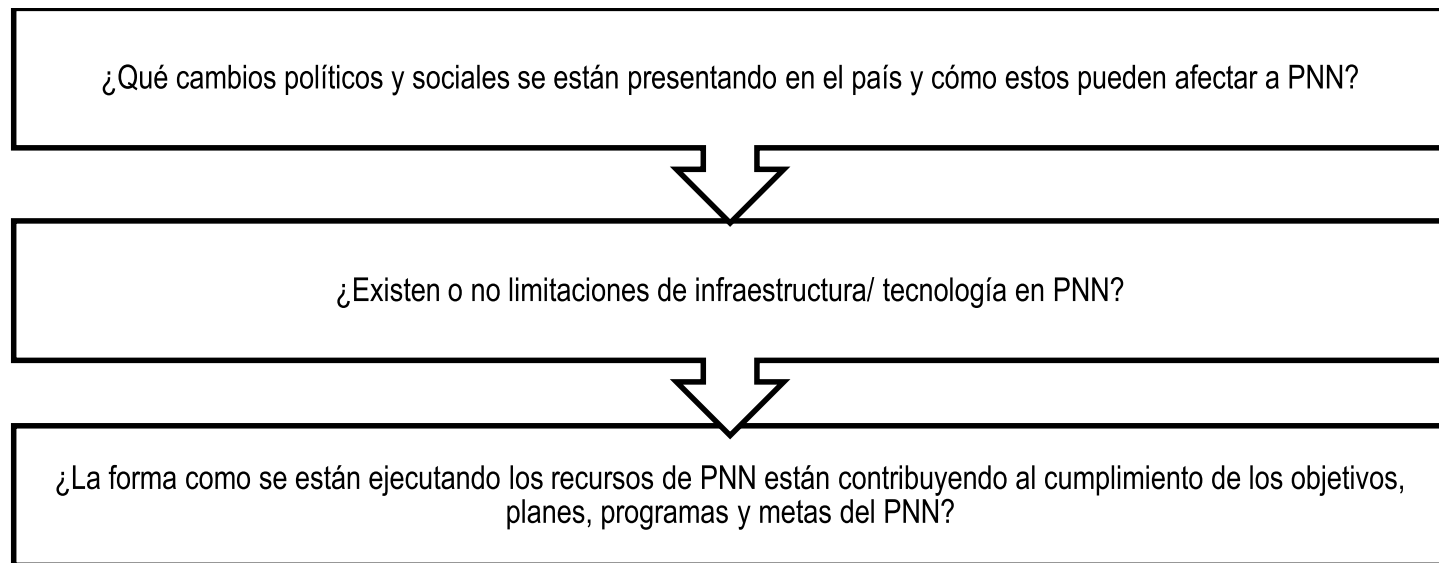 ¿Qué cambios políticos y sociales se están presentando en el país y cómo estos pueden afectar a PNN?
¿Existen o no limitaciones de infraestructura/ tecnología en PNN?
¿La forma como se están ejecutando los recursos de PNN están contribuyendo al cumplimiento de los objetivos,
planes, programas y metas del PNN?